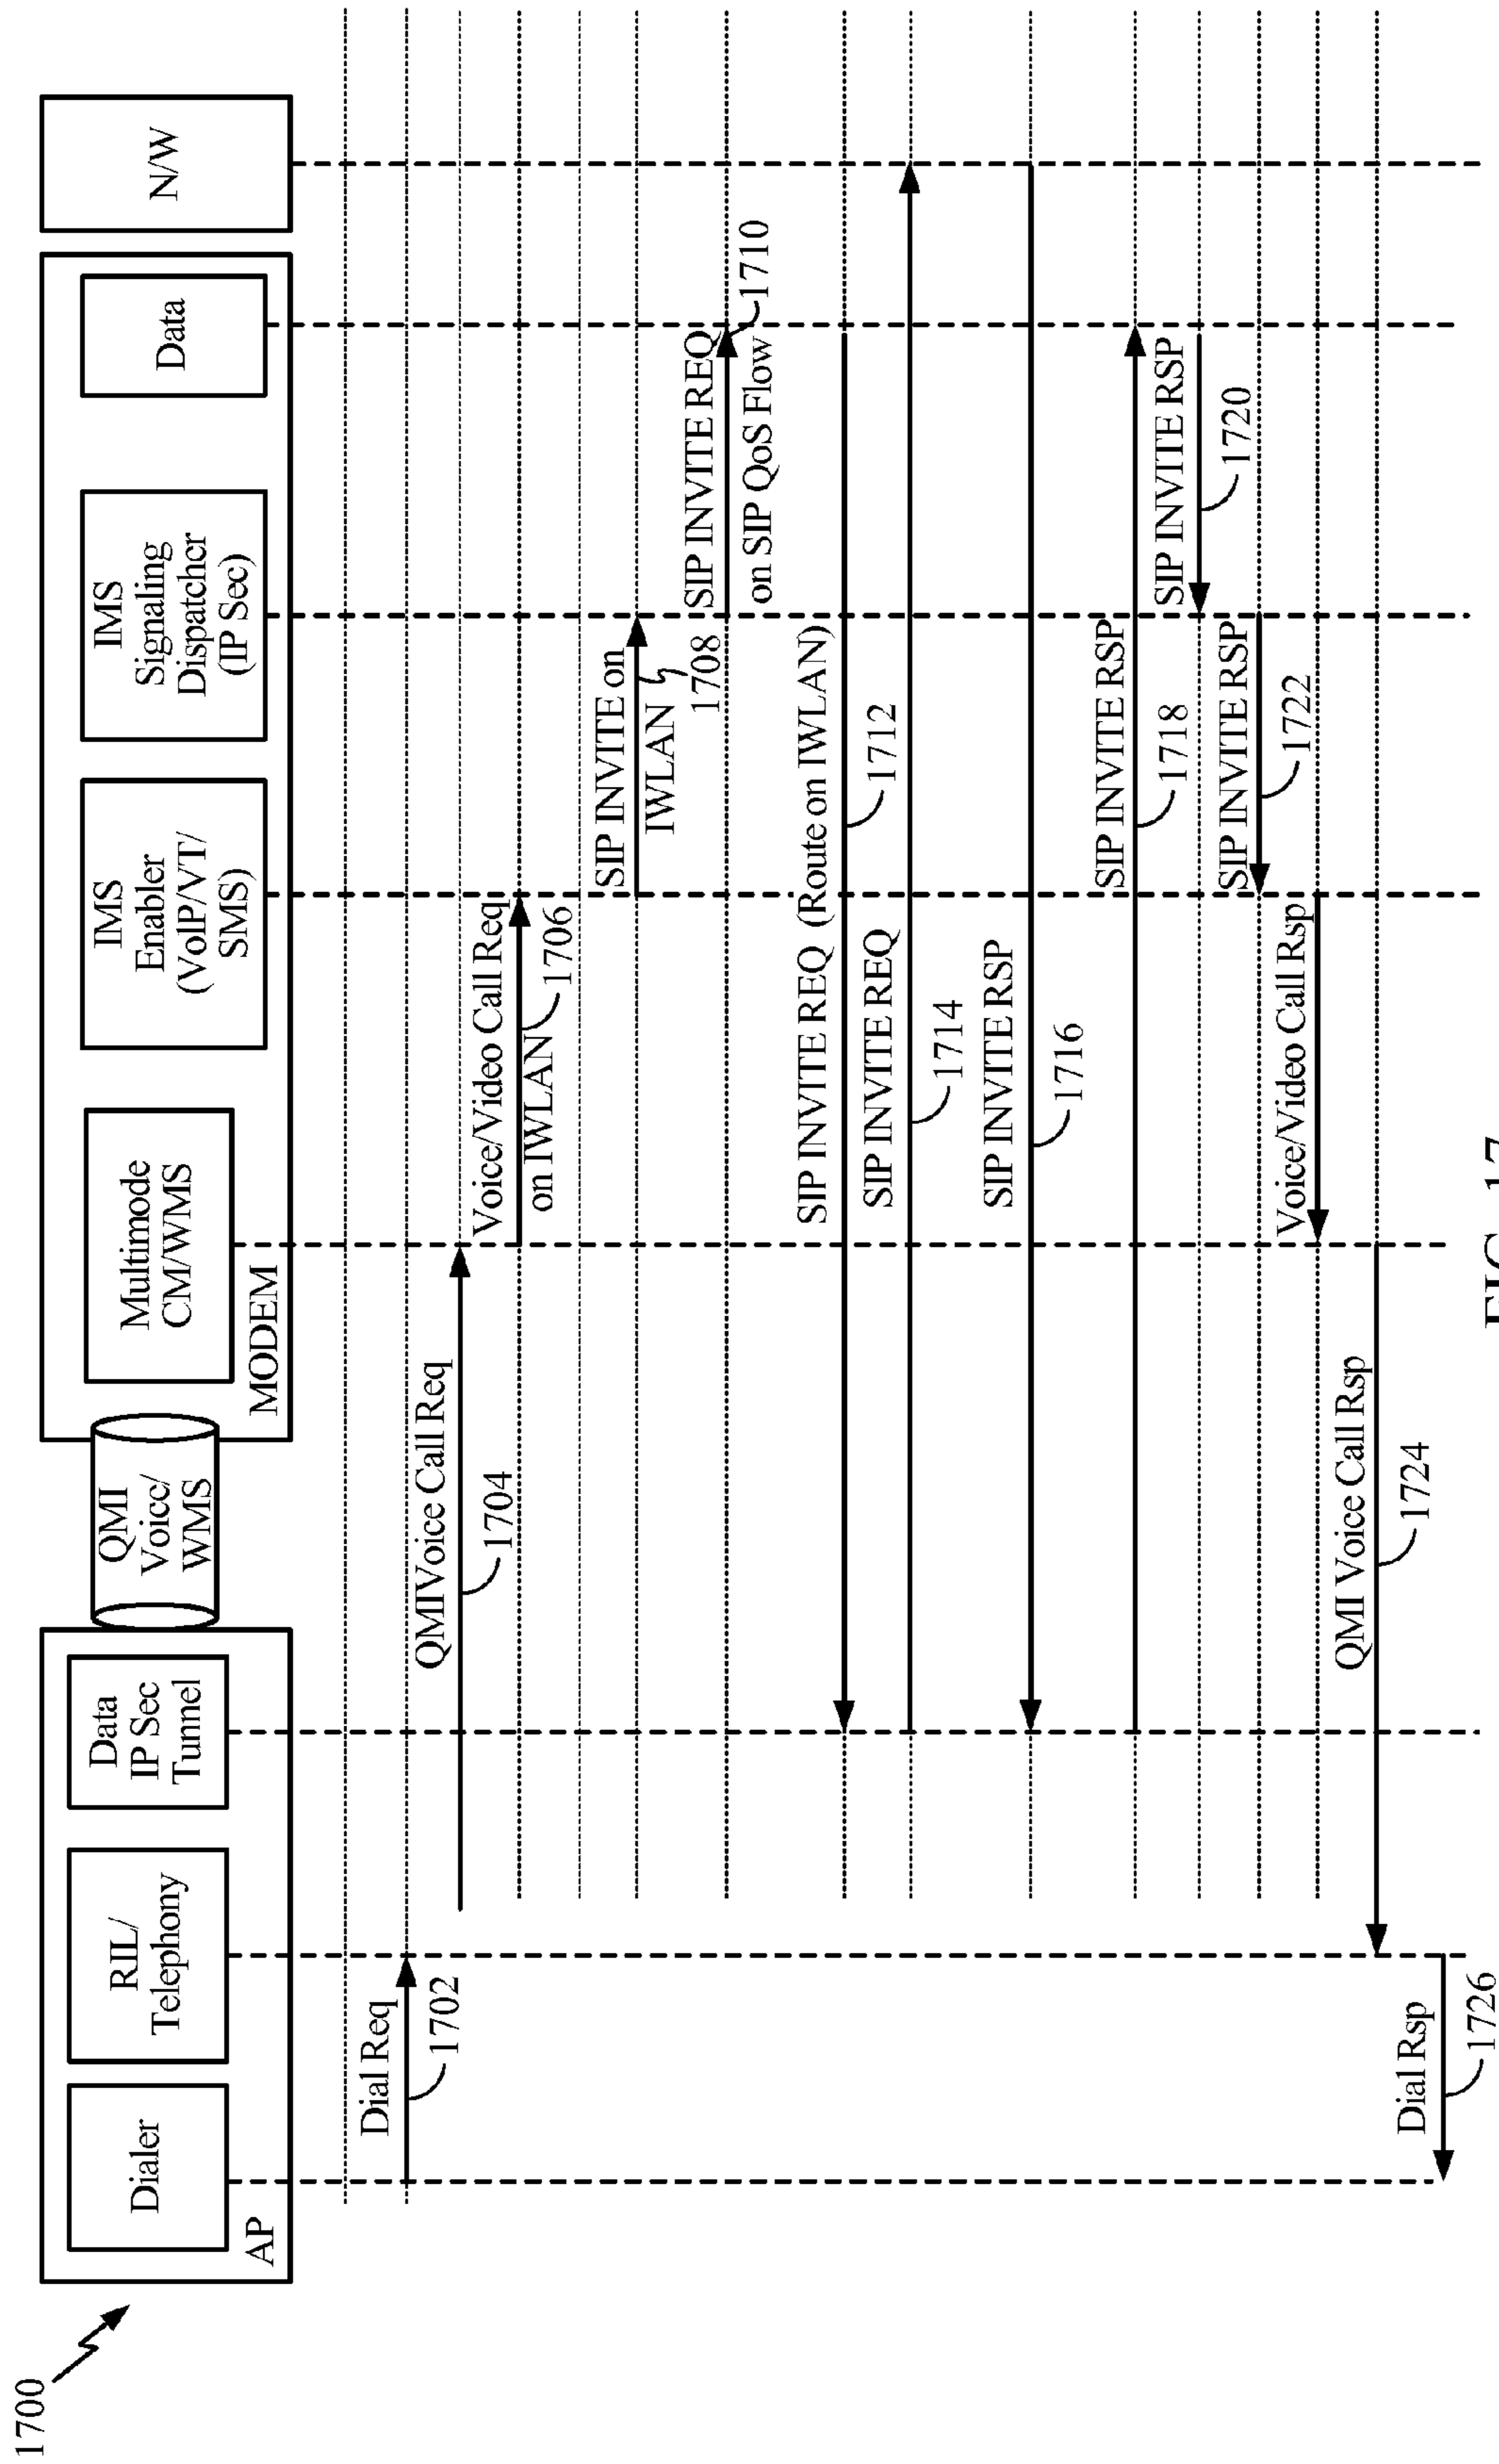 1700
AP
Dialer
RIL/
Telephony
Data
IP Sec
Tunnel
QMI
Voice/
WMS
MODEM
Multimode
CM/WMS
IMS
Enabler
(VoIP/VT/
SMS)
IMS
Signaling
Dispatcher
(IP Sec)
Data
N/W
Dial Req
1702
QMIVoice Call Req
1704
Voice/Video Call Req
on IWLAN
1706
SIP INVITE on
IWLAN
1708
SIP INVITE REQ
on SIP QoS Flow
1710
SIP INVITE REQ (Route on IWLAN)
1712
SIP INVITE REQ
1714
SIP INVITE RSP
1716
SIP INVITE RSP
1718
SIP INVITE RSP
1720
SIP INVITE RSP
1722
Voice/Video Call Rsp
QMI Voice Call Rsp
1724
Dial Rsp
1726
FIG. 17